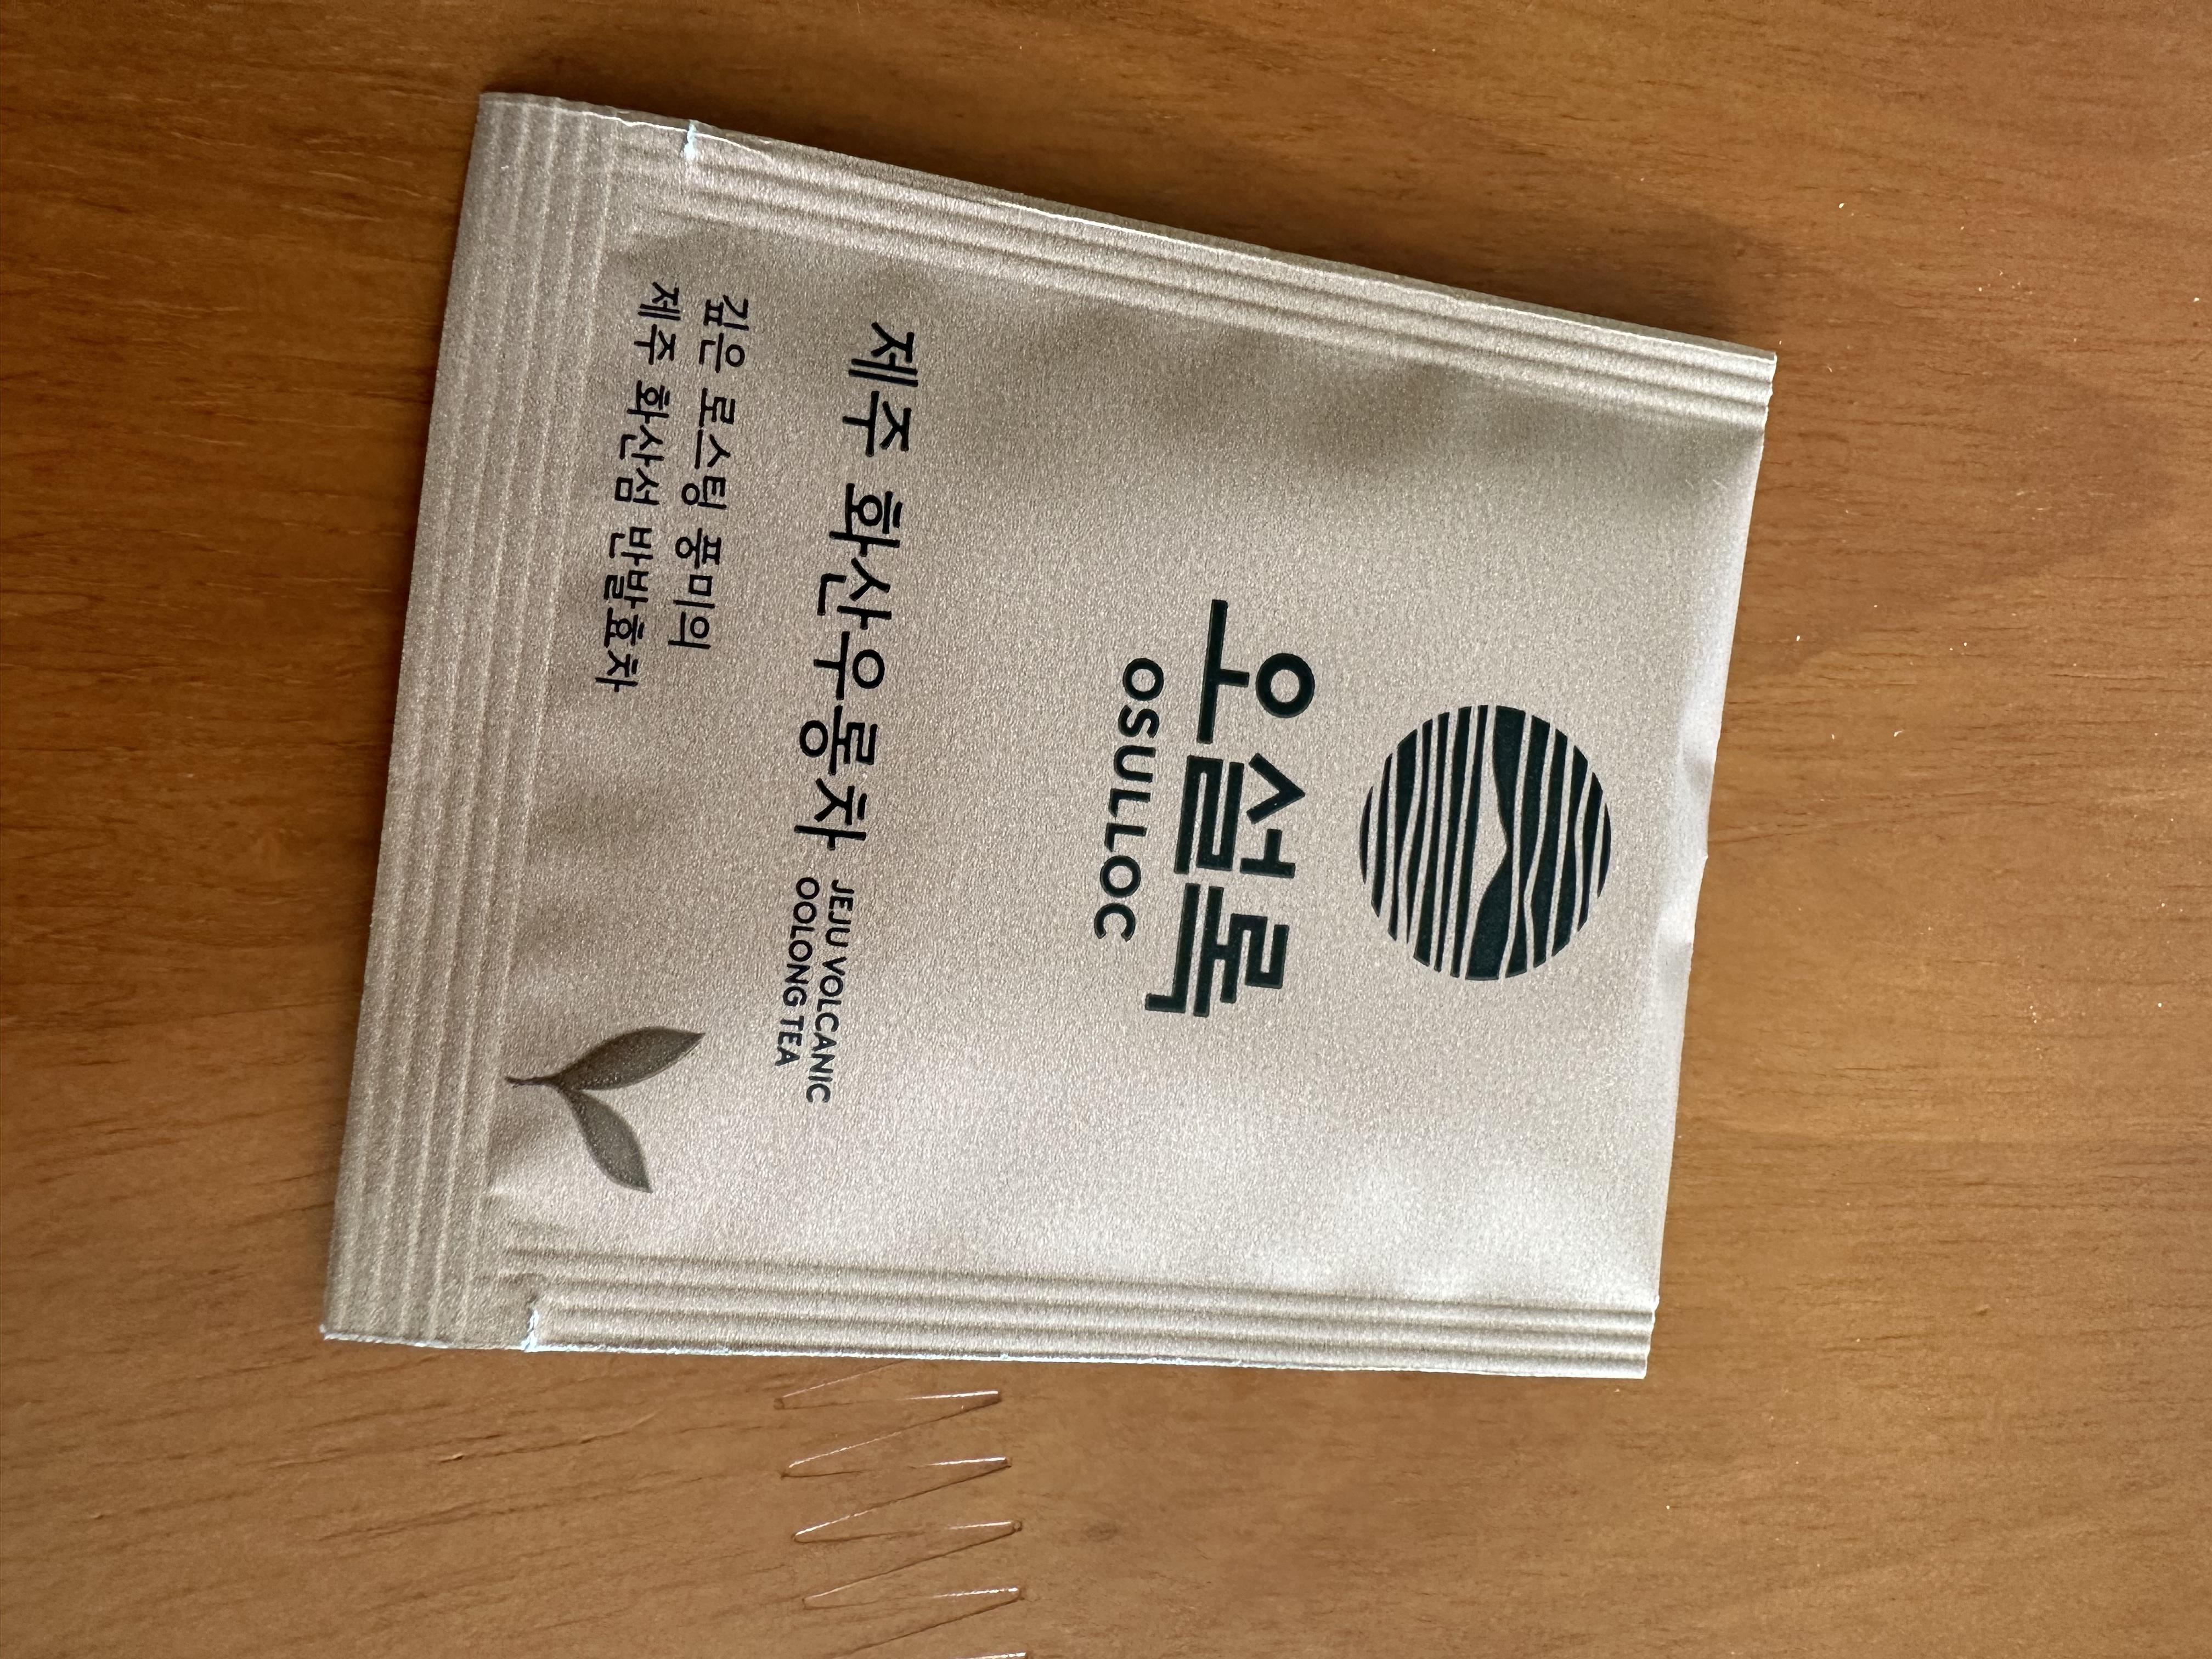 오설록
OSULLOC
제주 화산우롱차
JEJU VOLCANIC
OOLONG TEA
깊은 로스팅 풍미의
제주 화산섬 반발효차